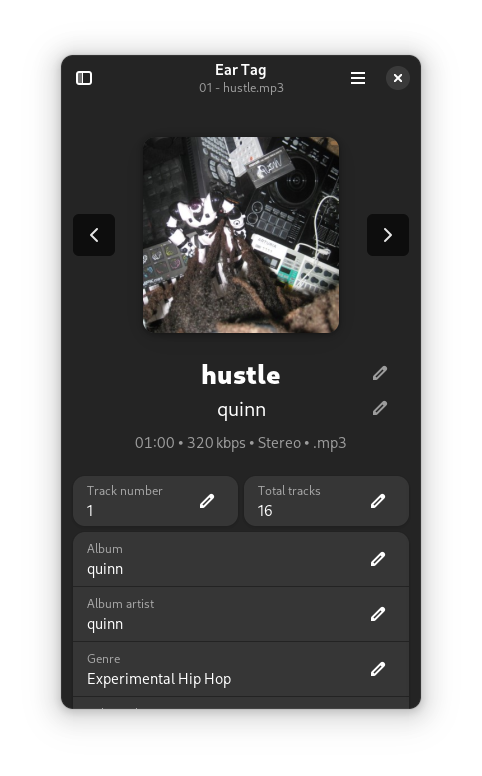 Ear Tag
01 - hustle.mp3
hustle
quinn
01:00 • 320 kbps • Stereo • .mp3
Track number
1
Total tracks
16
Album
quinn
Album artist
quinn
Genre
Experimental Hip Hop